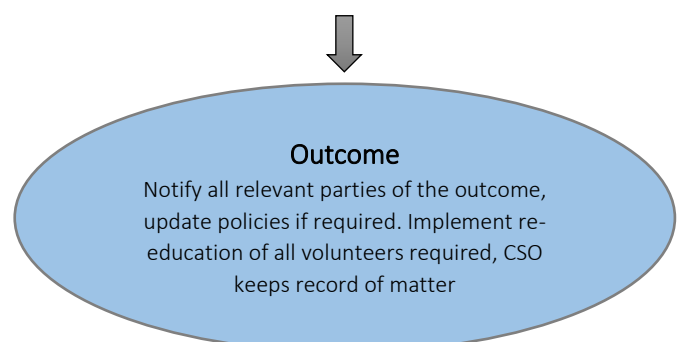 Outcome
Notify all relevant parties of the outcome,
update policies if required. Implement re-
education of all volunteers required, CSO
keeps record of matter